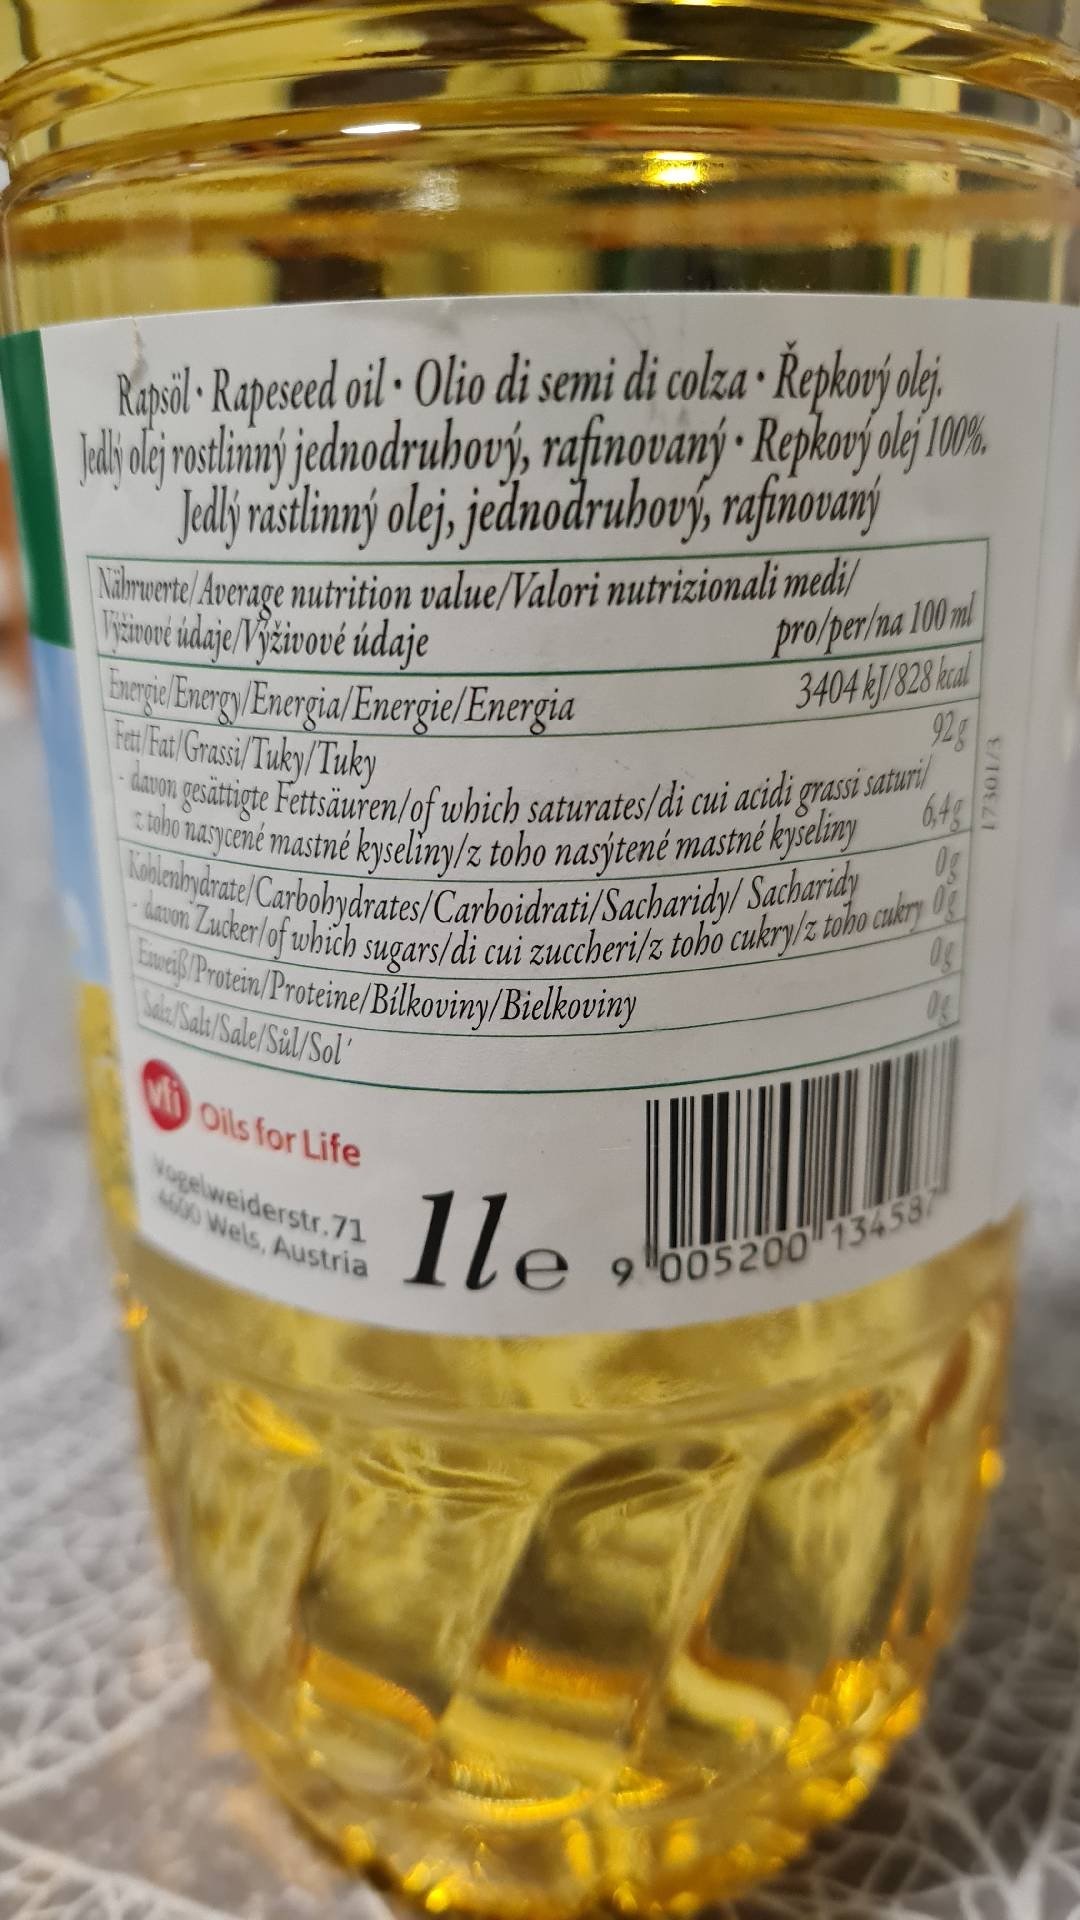 Rapsöl · Rapeseed oil · Olio di semi di colza · Řepkový olej.
Jedlý olej rostlinný jednodruhový, rafinovaný · Repkový olej 100%.
Jedlý rastlinný olej, jednodruhový, rafinovaný
Nährwerte/Average nutrition value/Valori nutrizionali medi/
Výživové údaje/Výživové údaje pro/per/na 100 ml
Energie/Energy/Energia/Energie/Energia 3404 kJ/828 kcal
Fett/Fat/Grassi/Tuky/Tuky 92 g
- davon gesättigte Fettsäuren/of which saturates/di cui acidi grassi saturi/
z toho nasycené mastné kyseliny/z toho nasýtené mastné kyseliny 6,4 g
Kohlenhydrate/Carbohydrates/Carboidrati/Sacharidy/ Sacharidy 0 g
- davon Zucker/of which sugars/di cui zuccheri/z toho cukry/z toho cukry 0 g
Eiweiß/Protein/Proteine/Bílkoviny/Bielkoviny 0 g
Salz/Salt/Sale/Sůl/Sol' 0 g
17301/3
Vfi Oils for Life
Vogelweiderstr. 71
4600 Wels, Austria
1l e
9 005200 134587